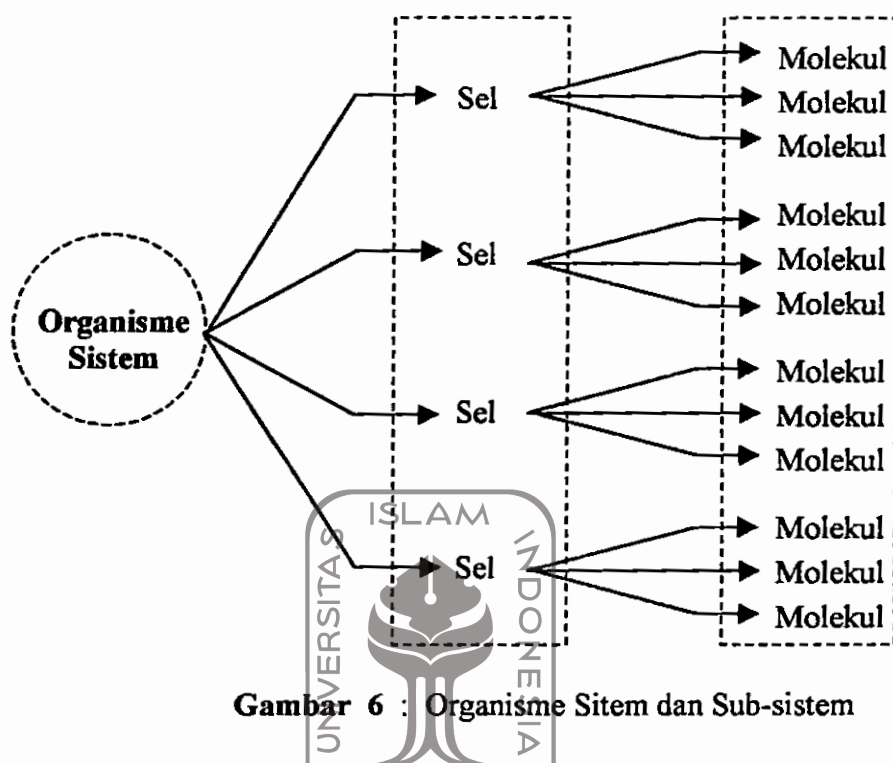 Organisme
Sistem
Sel
Sel
Sel
Sel
Molekul
Molekul
Molekul
Molekul
Molekul
Molekul
Molekul
Molekul
Molekul
Molekul
Molekul
Molekul
UNIVERSITAS
ISLAM
INDONESIA
Gambar 6 : Organisme Sitem dan Sub-sistem